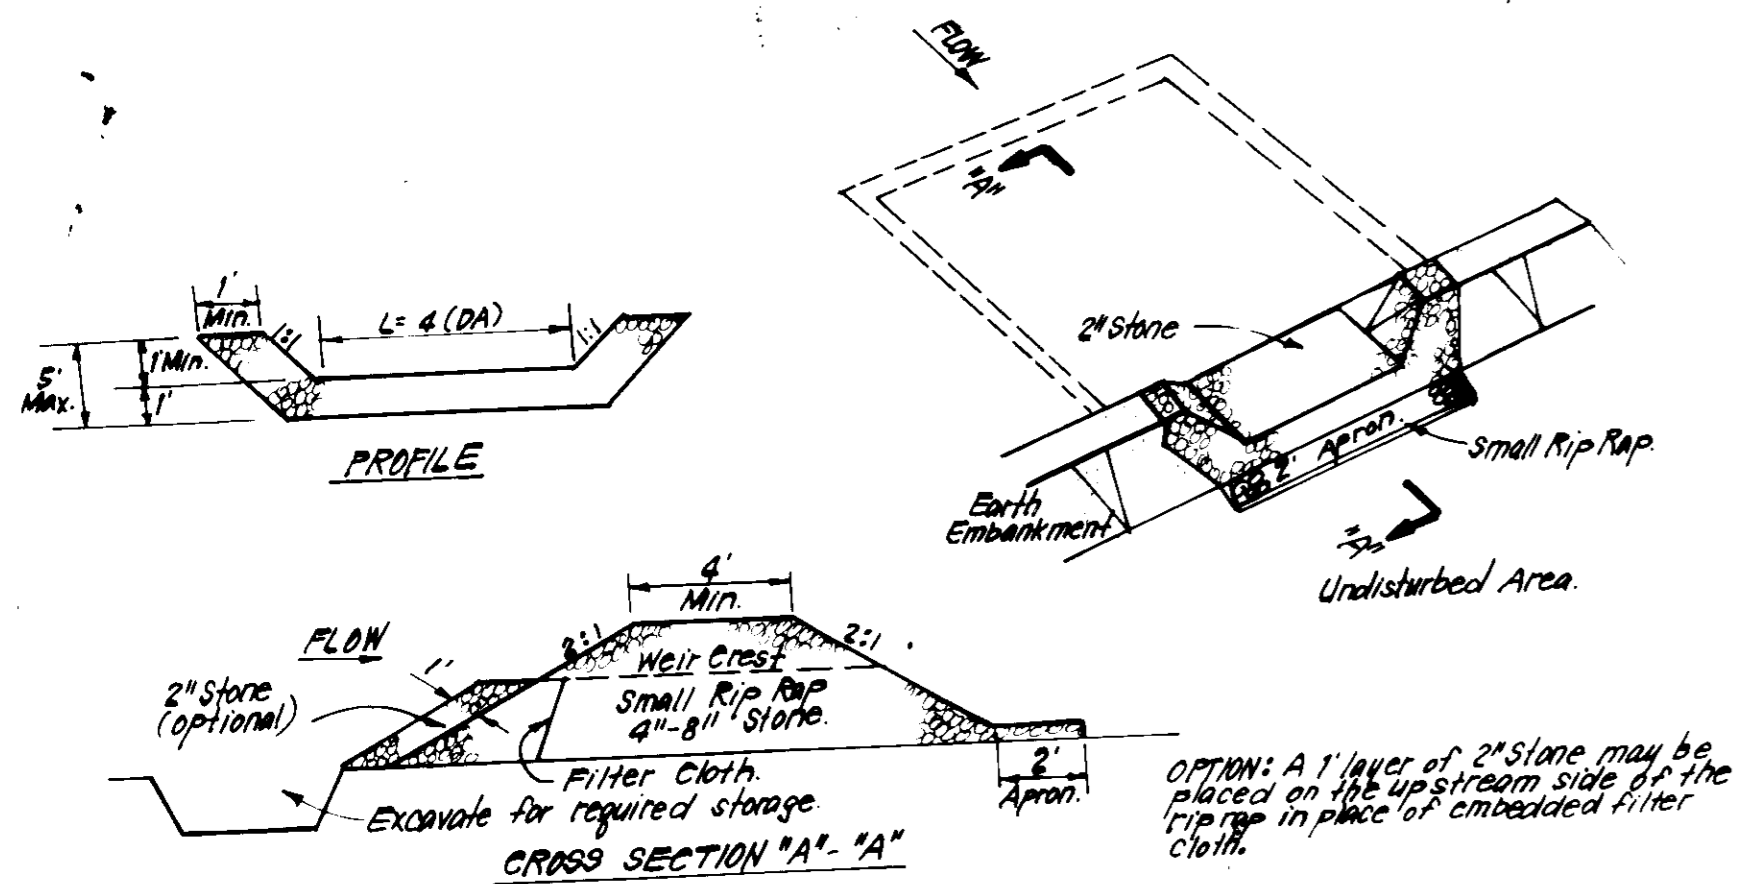 FLOW
"A"
1'
Min.
1:1
L= 4 (DA)
1:1
5'
Max.
1' Min.
1'
PROFILE
2" Stone
2' Apron.
Small Rip Rap.
Earth
Embankment
"A"
Undisturbed Area.
4'
Min.
FLOW
2:1
2:1
1'
Weir Crest
2" Stone
(optional)
Small Rip Rap
4"-8" Stone.
Filter Cloth.
Excavate for required storage.
2'
Apron.
CROSS SECTION "A"- "A"
OPTION: A 1' layer of 2" Stone may be
placed on the upstream side of the
rip rap in place of embedded filter
cloth.